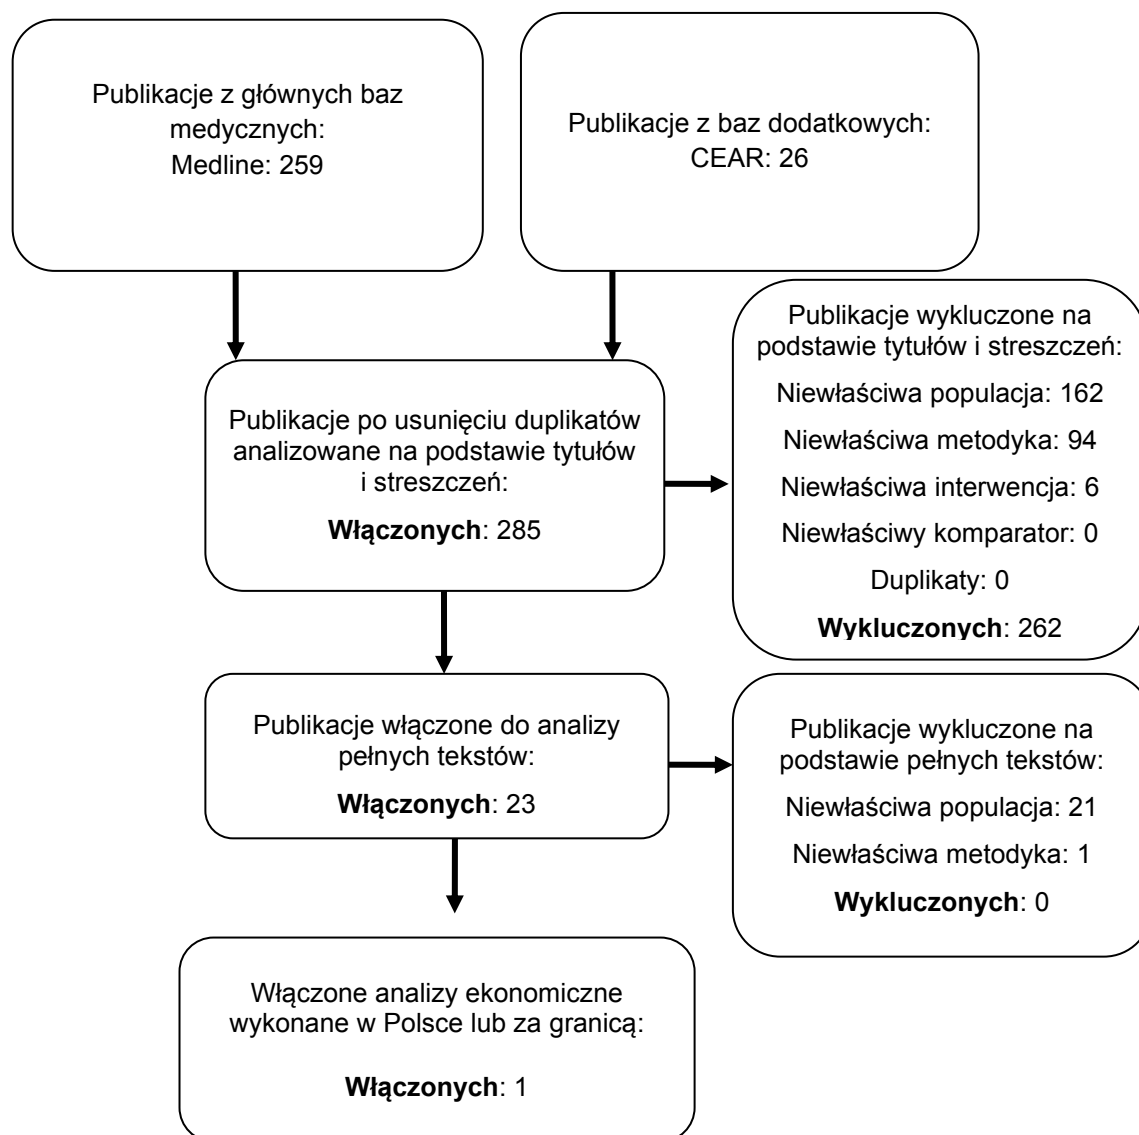 Publikacje z głównych baz
medycznych:
Medline: 259
Publikacje z baz dodatkowych:
CEAR: 26
Publikacje po usunięciu duplikatów
analizowane na podstawie tytułów
i streszczeń:
Włączonych: 285
Publikacje wykluczone na
podstawie tytułów i streszczeń:
Niewłaściwa populacja: 162
Niewłaściwa metodyka: 94
Niewłaściwa interwencja: 6
Niewłaściwy komparator: 0
Duplikaty: 0
Wykluczonych: 262
Publikacje włączone do analizy
pełnych tekstów:
Włączonych: 23
Publikacje wykluczone na
podstawie pełnych tekstów:
Niewłaściwa populacja: 21
Niewłaściwa metodyka: 1
Wykluczonych: 0
Włączone analizy ekonomiczne
wykonane w Polsce lub za granicą:
Włączonych: 1